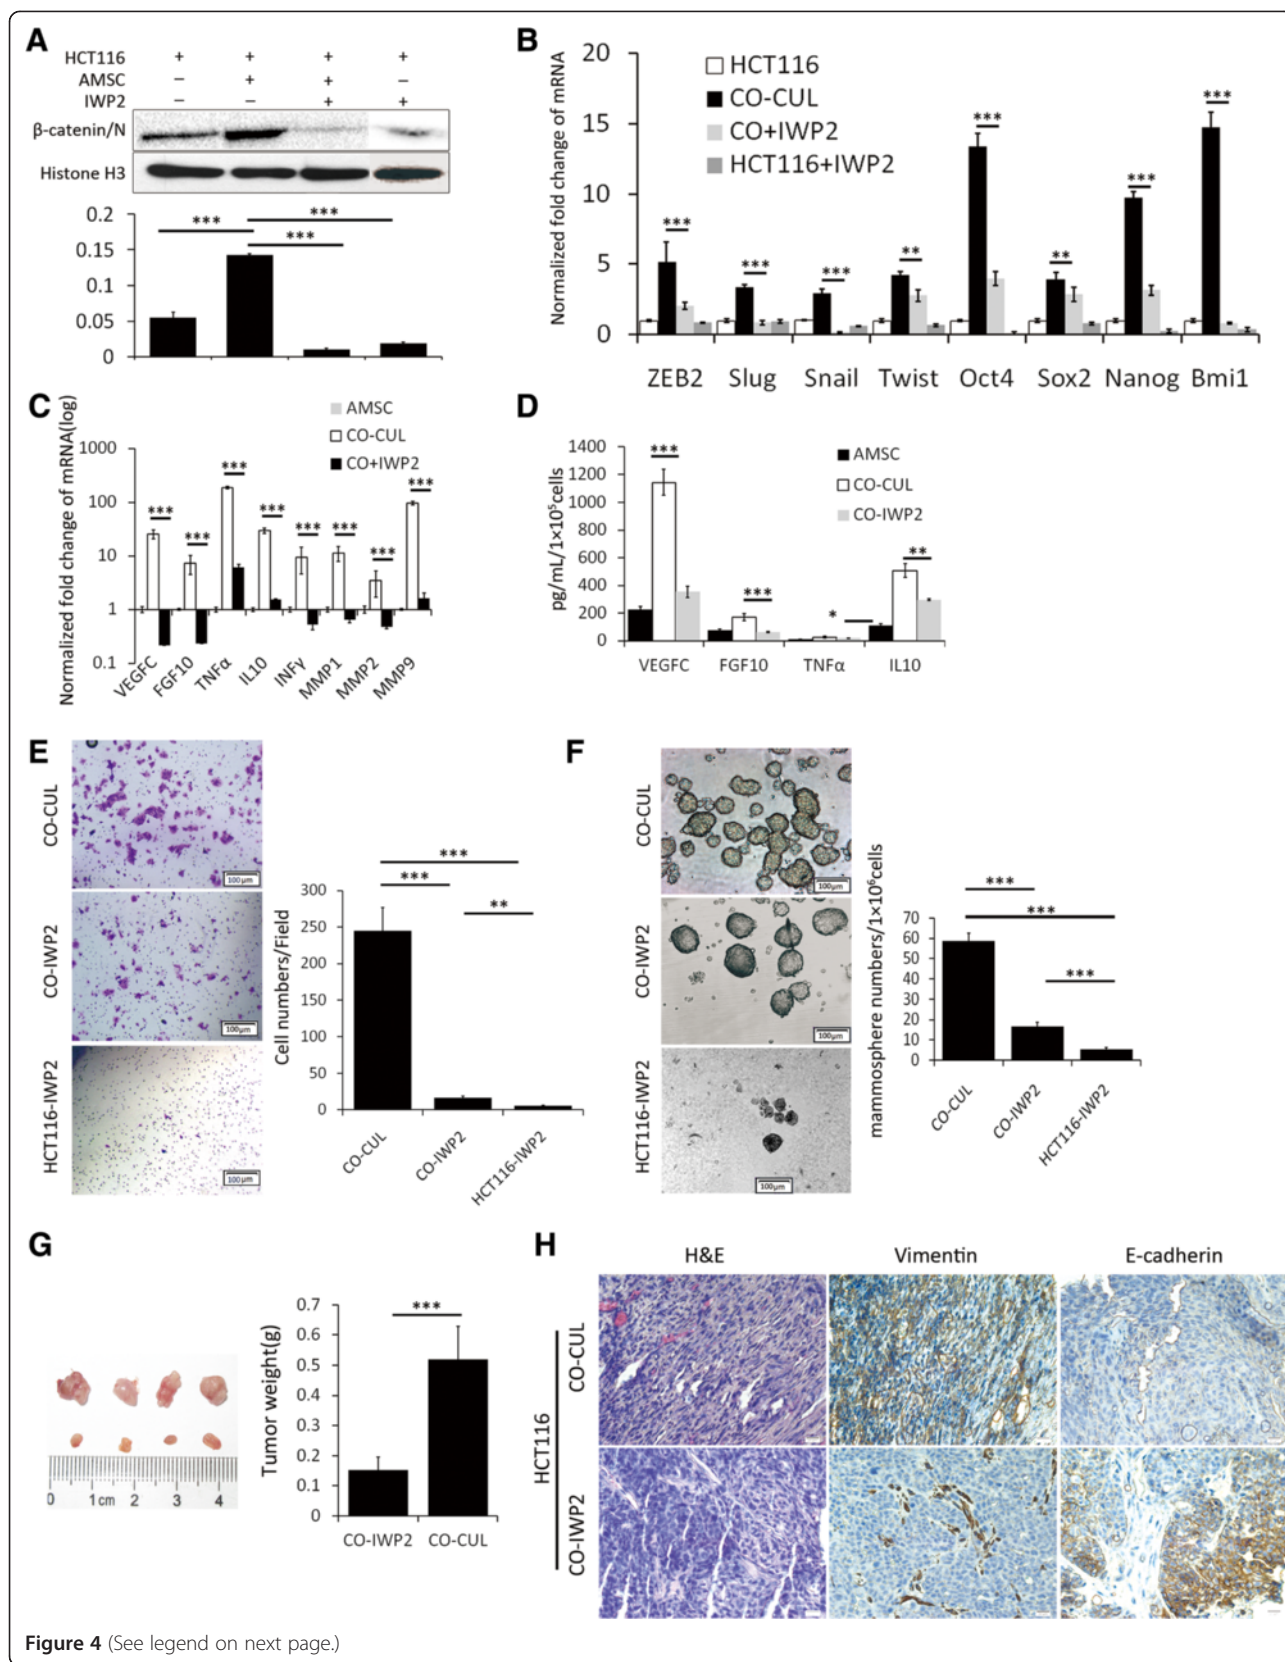 A
HCT116 + + + +
AMSC − + + −
IWP2 − − + +
β-catenin/N
Histone H3
*** *** ***
0.2
0.15
0.1
0.05
0
B
Normalized fold change of mRNA
20
15
10
5
0
HCT116
CO-CUL
CO+IWP2
HCT116+IWP2
*** *** *** ** *** ** *** ***
ZEB2 Slug Snail Twist Oct4 Sox2 Nanog Bmi1
C
Normalized fold change of mRNA(log)
1000
100
10
1
0.1
AMSC
CO-CUL
CO+IWP2
*** *** *** *** *** *** *** ***
VEGFC FGF10 TNFα IL10 INFγ MMP1 MMP2 MMP9
D
pg/mL/1×10⁵cells
1400
1200
1000
800
600
400
200
0
AMSC
CO-CUL
CO-IWP2
*** *** * **
VEGFC FGF10 TNFα IL10
E
CO-CUL
100μm
CO-IWP2
100μm
HCT116-IWP2
100μm
Cell numbers/Field
300
250
200
150
100
50
0
***
***
**
CO-CUL CO-IWP2 HCT116-IWP2
F
CO-CUL
100μm
CO-IWP2
100μm
HCT116-IWP2
100μm
mammosphere numbers/1×10⁶cells
70
60
50
40
30
20
10
0
***
***
***
CO-CUL CO-IWP2 HCT116-IWP2
G
0 1cm 2 3 4
Tumor weight(g)
0.7
0.6
0.5
0.4
0.3
0.2
0.1
0
***
CO-IWP2 CO-CUL
H
H&E Vimentin E-cadherin
HCT116
CO-CUL
CO-IWP2
Figure 4 (See legend on next page.)